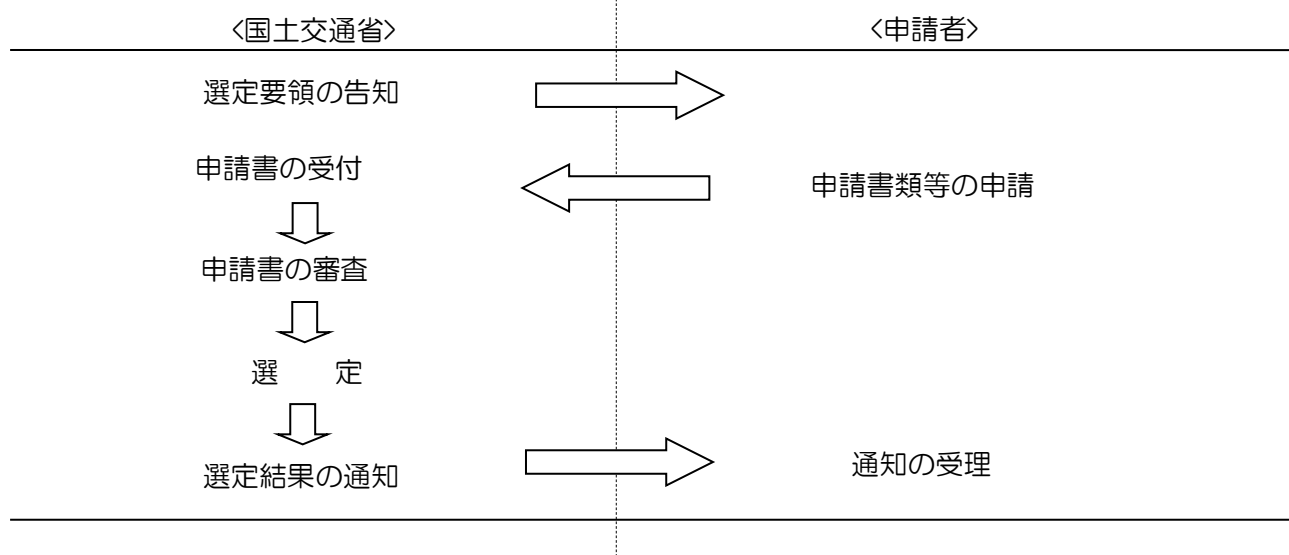 <国土交通省> <申請者>
選定要領の告知
申請書の受付
申請書類等の申請
申請書の審査
選　　定
選定結果の通知 通知の受理